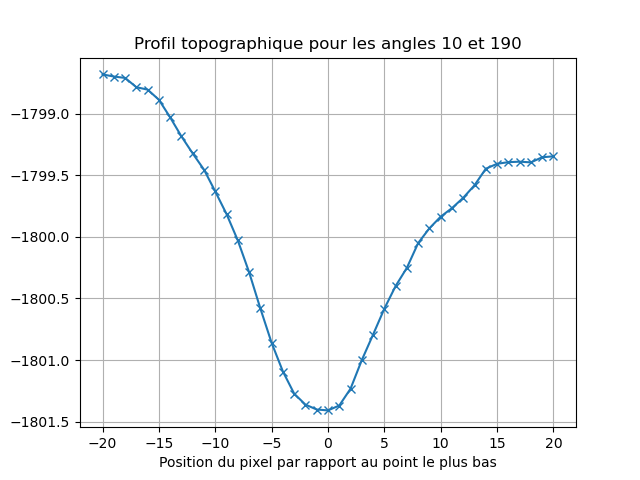 Profil topographique pour les angles 10 et 190
−1799.0
−1799.5
−1800.0
−1800.5
−1801.0
−1801.5
−20 −15 −10 −5 0 5 10 15 20
Position du pixel par rapport au point le plus bas